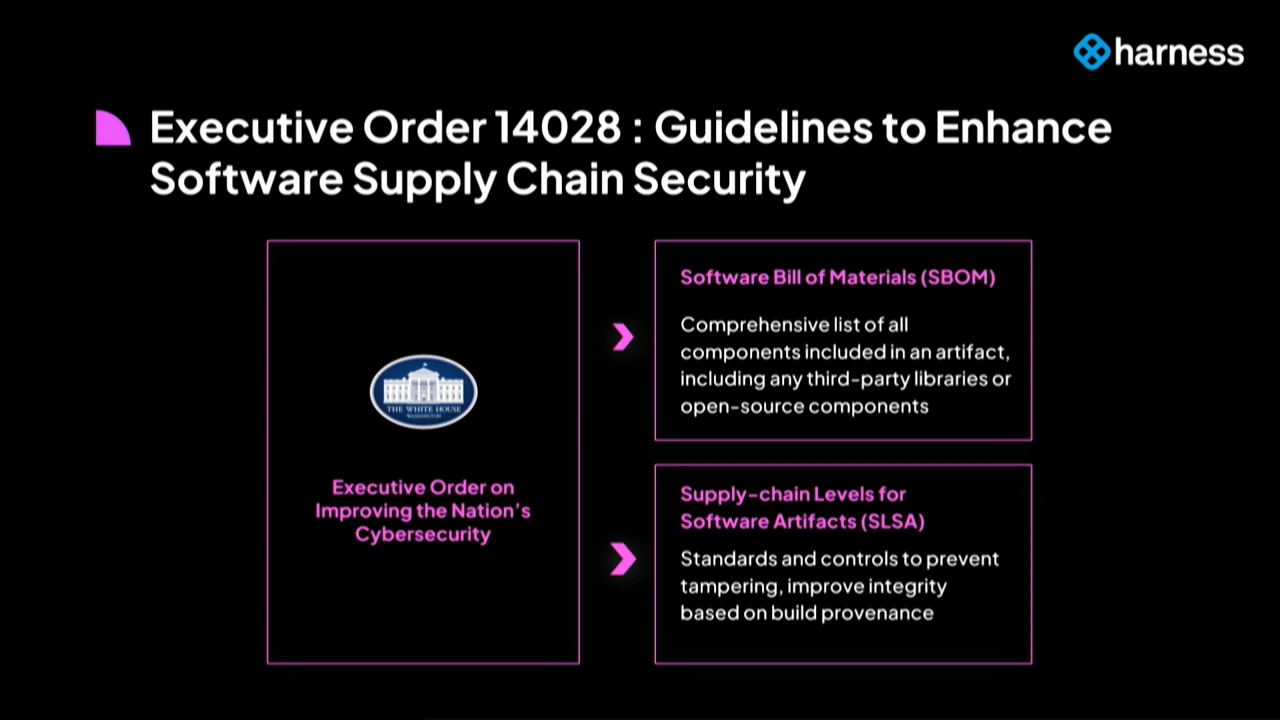 harness
Executive Order 14028 : Guidelines to Enhance
Software Supply Chain Security
THE WHITE HOUSE
WASHINGTON
Executive Order on
Improving the Nation’s
Cybersecurity
Software Bill of Materials (SBOM)
Comprehensive list of all
components included in an artifact,
including any third-party libraries or
open-source components
Supply-chain Levels for
Software Artifacts (SLSA)
Standards and controls to prevent
tampering, improve integrity
based on build provenance